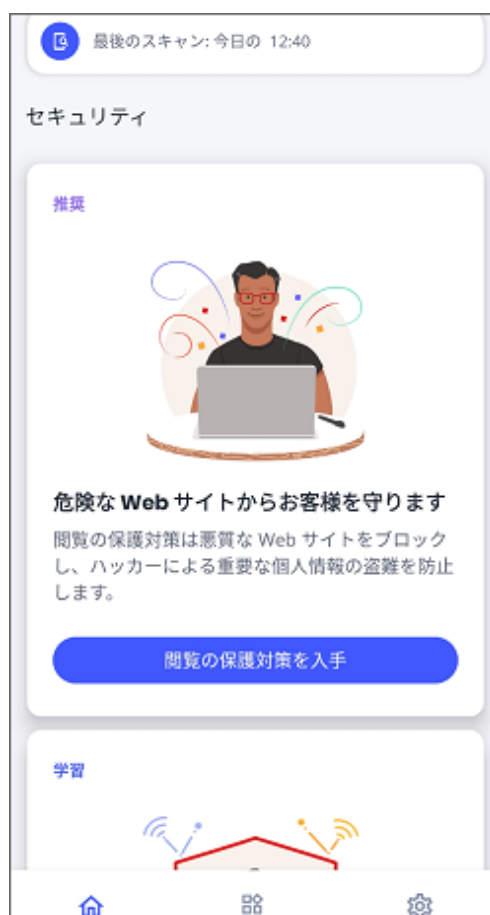 最後のスキャン: 今日の 12:40
セキュリティ
推奨
危険な Web サイトからお客様を守ります
閲覧の保護対策は悪質な Web サイトをブロック
し、ハッカーによる重要な個人情報の盗難を防止
します。
閲覧の保護対策を入手
学習